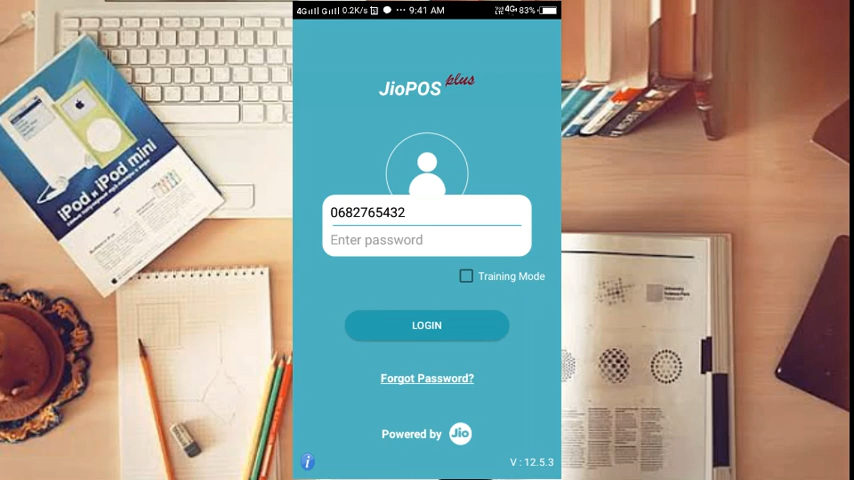 4G G 0.2K/s ··· 9:41 AM 4G 83%
JioPOS plus
0682765432
Enter password
Training Mode
LOGIN
Forgot Password?
Powered by Jio
i
V : 12.5.3
iPod и iPod mini